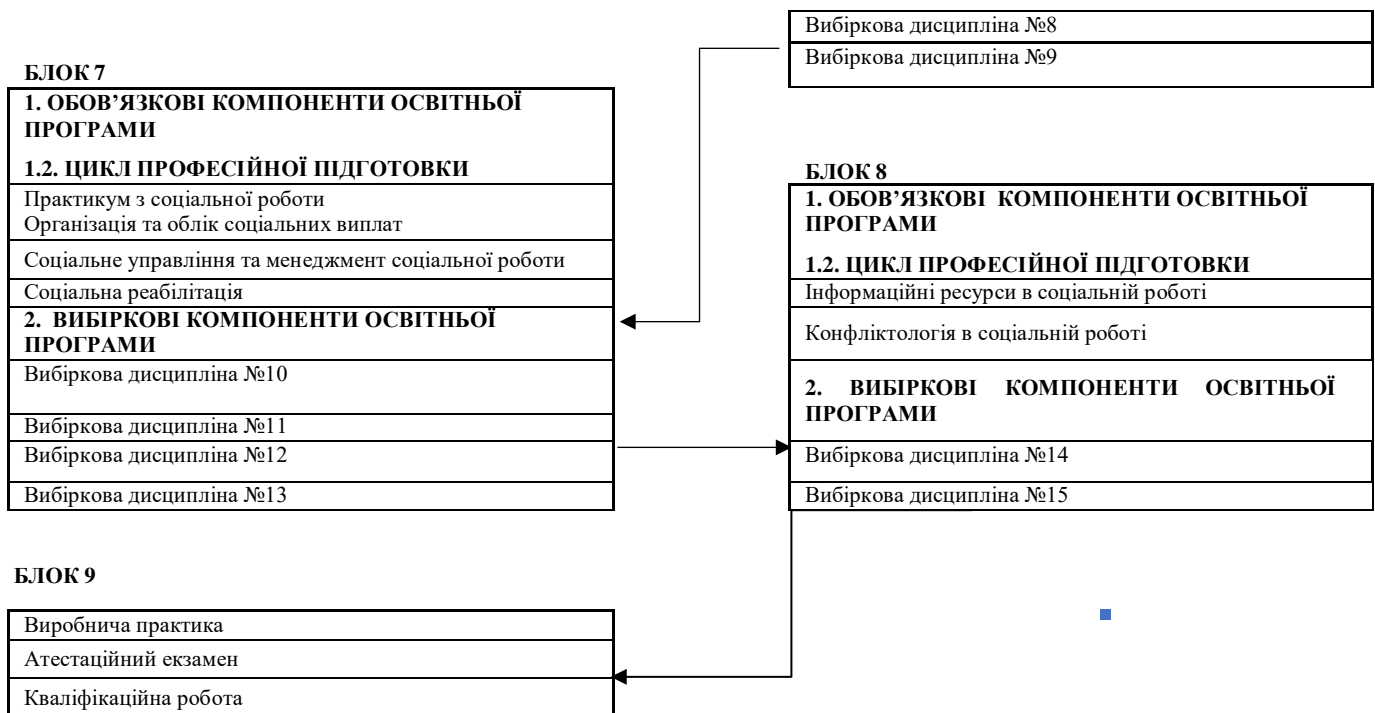 Вибіркова дисципліна №8
Вибіркова дисципліна №9
БЛОК 7
1. ОБОВ’ЯЗКОВІ КОМПОНЕНТИ ОСВІТНЬОЇ
ПРОГРАМИ
1.2. ЦИКЛ ПРОФЕСІЙНОЇ ПІДГОТОВКИ
Практикум з соціальної роботи
Організація та облік соціальних виплат
Соціальне управління та менеджмент соціальної роботи
Соціальна реабілітація
2. ВИБІРКОВІ КОМПОНЕНТИ ОСВІТНЬОЇ
ПРОГРАМИ
Вибіркова дисципліна №10
Вибіркова дисципліна №11
Вибіркова дисципліна №12
Вибіркова дисципліна №13
БЛОК 8
1. ОБОВ’ЯЗКОВІ КОМПОНЕНТИ ОСВІТНЬОЇ
ПРОГРАМИ
1.2. ЦИКЛ ПРОФЕСІЙНОЇ ПІДГОТОВКИ
Інформаційні ресурси в соціальній роботі
Конфліктологія в соціальній роботі
2. ВИБІРКОВІ КОМПОНЕНТИ ОСВІТНЬОЇ
ПРОГРАМИ
Вибіркова дисципліна №14
Вибіркова дисципліна №15
БЛОК 9
Виробнича практика
Атестаційний екзамен
Кваліфікаційна робота